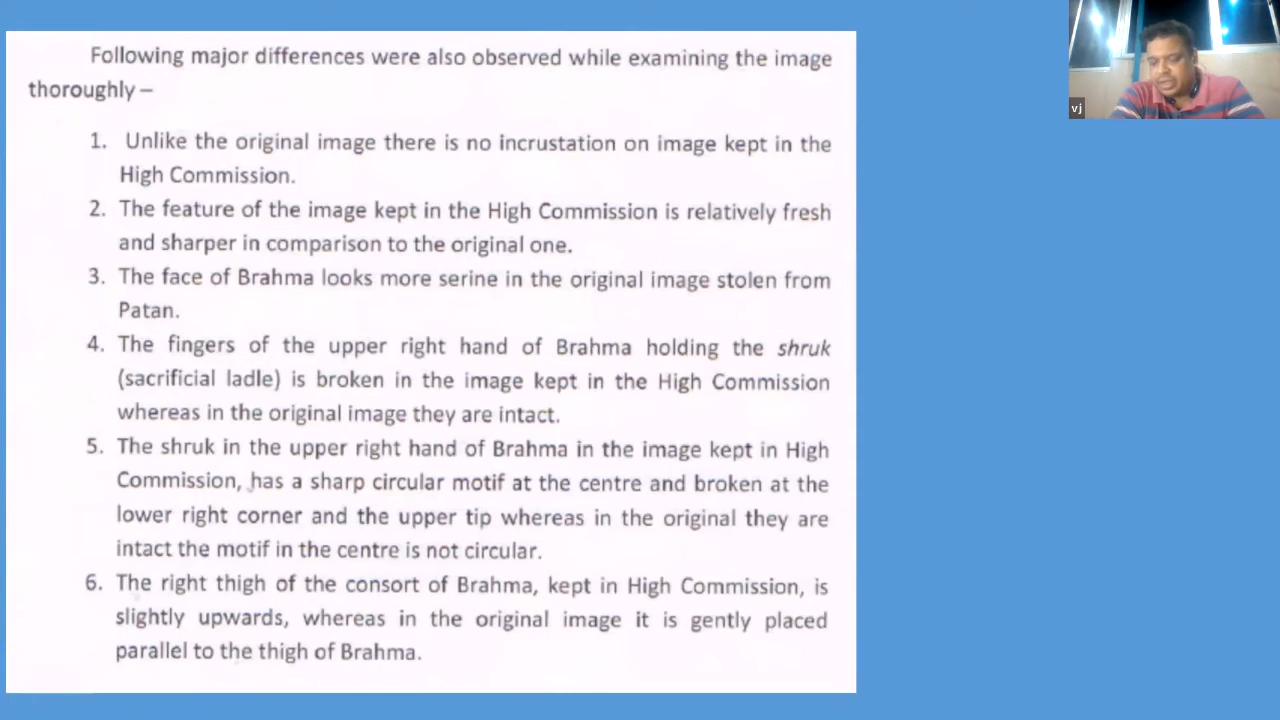 Following major differences were also observed while examining the image
thoroughly –
1. Unlike the original image there is no incrustation on image kept in the
High Commission.
2. The feature of the image kept in the High Commission is relatively fresh
and sharper in comparison to the original one.
3. The face of Brahma looks more serine in the original image stolen from
Patan.
4. The fingers of the upper right hand of Brahma holding the shruk
(sacrificial ladle) is broken in the image kept in the High Commission
whereas in the original image they are intact.
5. The shruk in the upper right hand of Brahma in the image kept in High
Commission, has a sharp circular motif at the centre and broken at the
lower right corner and the upper tip whereas in the original they are
intact the motif in the centre is not circular.
6. The right thigh of the consort of Brahma, kept in High Commission, is
slightly upwards, whereas in the original image it is gently placed
parallel to the thigh of Brahma.
vj